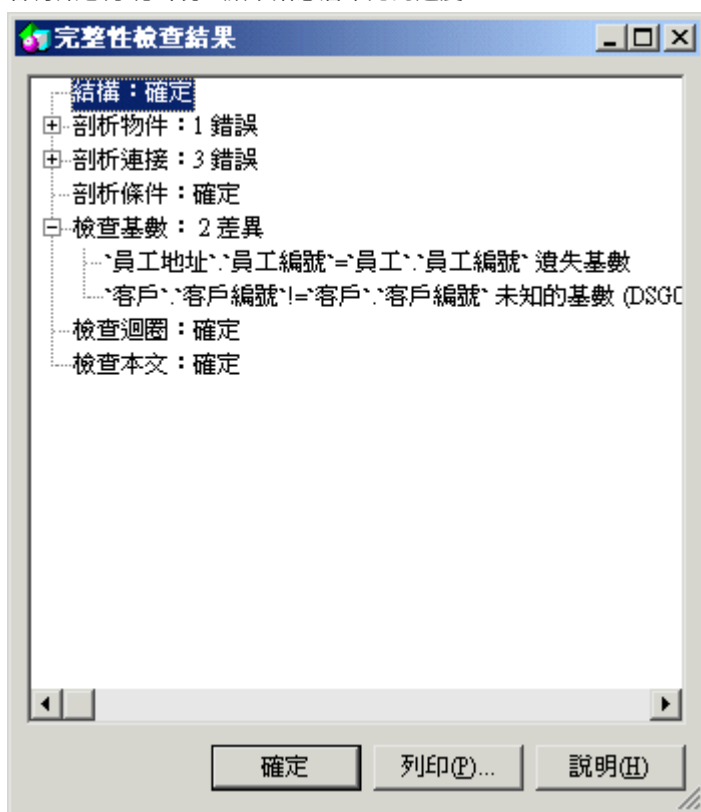 完整性檢查結果
結構：確定
剖析物件：1 錯誤
剖析連接：3 錯誤
剖析條件：確定
檢查基數： 2 差異
`員工地址`.`員工編號`=`員工`.`員工編號` 遺失基數
`客戶`.`客戶編號`!=`客戶`.`客戶編號` 未知的基數 (DSG
檢查迴圈：確定
檢查本文：確定
確定
列印(P)...
說明(H)